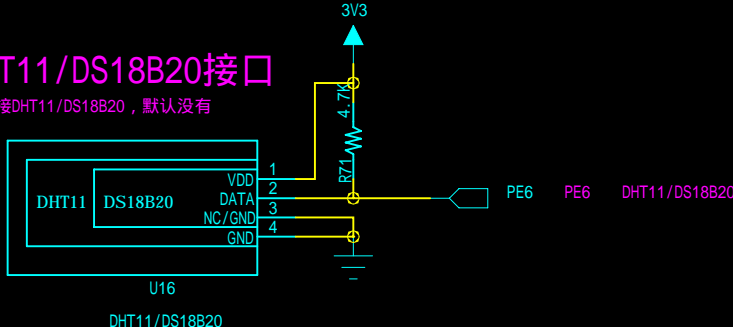 3V3
T11/DS18B20接口
接DHT11/DS18B20，默认没有
4.7K
R71
VDD 1
DATA 2
NC/GND 3
GND 4
DHT11 DS18B20
PE6 PE6 DHT11/DS18B20
U16
DHT11/DS18B20